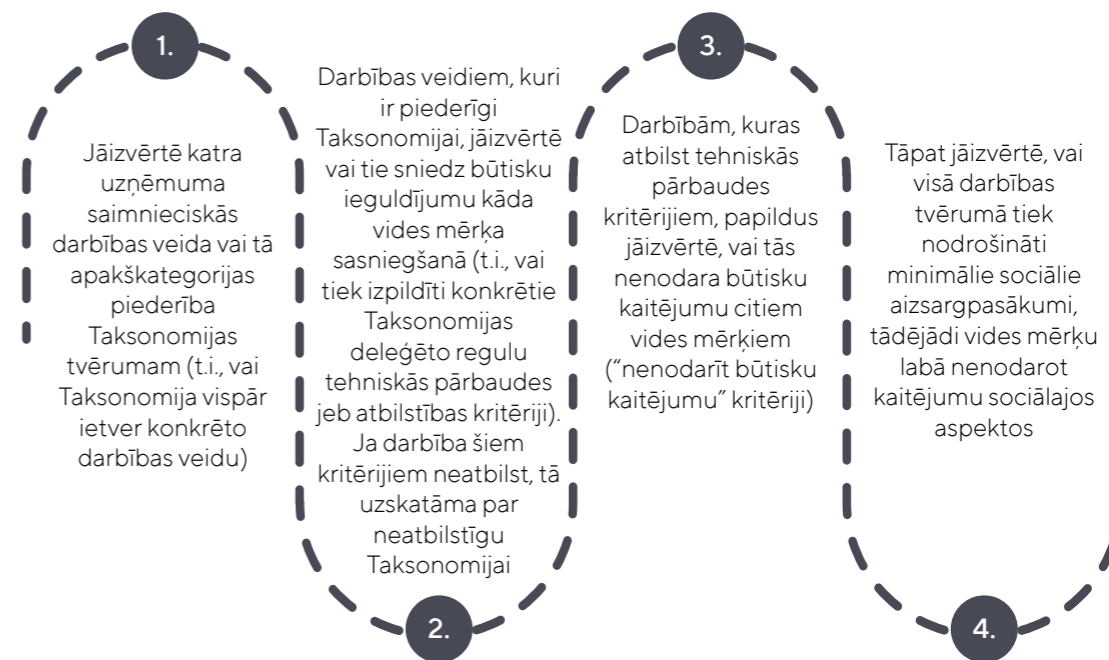 1.
Jāizvērtē katra
uzņēmuma
saimnieciskās
darbības veida vai tā
apakškategorijas
piederība
Taksonomijas
tvērumam (t.i., vai
Taksonomija vispār
ietver konkrēto
darbības veidu)
Darbības veidiem, kuri
ir piederīgi
Taksonomijai, jāizvērtē
vai tie sniedz būtisku
ieguldījumu kāda
vides mērķa
sasniegšanā (t.i., vai
tiek izpildīti konkrētie
Taksonomijas
deleģēto regulu
tehniskās pārbaudes
jeb atbilstības kritēriji).
Ja darbība šiem
kritērijiem neatbilst, tā
uzskatāma par
neatbilstīgu
Taksonomijai
2.
3.
Darbībām, kuras
atbilst tehniskās
pārbaudes
kritērijiem, papildus
jāizvērtē, vai tās
nenodara būtisku
kaitējumu citiem
vides mērķiem
(“nenodarīt būtisku
kaitējumu” kritēriji)
Tāpat jāizvērtē, vai
visā darbības
tvērumā tiek
nodrošināti
minimālie sociālie
aizsargpasākumi,
tādējādi vides mērķu
labā nenodarot
kaitējumu sociālajos
aspektos
4.